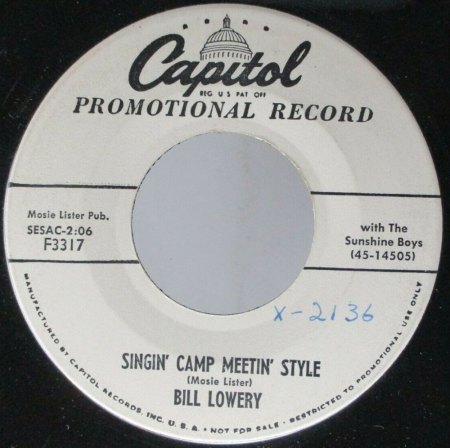 Capitol
REG U S PAT OFF
PROMOTIONAL RECORD
Mosie Lister Pub.
SESAC-2:06
F3317
with The
Sunshine Boys
(45-14505)
X-2136
SINGIN' CAMP MEETIN' STYLE
(Mosie Lister)
BILL LOWERY
MANUFACTURED BY CAPITOL RECORDS, INC. U. S. A. • NOT FOR SALE - RESTRICTED TO PROMOTIONAL USE ONLY